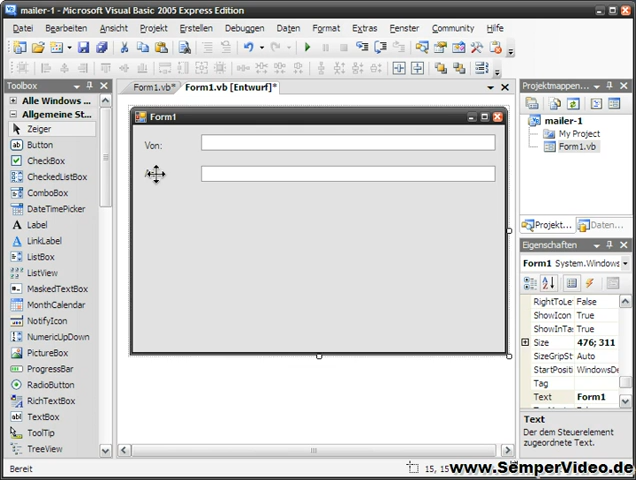 mailer-1 - Microsoft Visual Basic 2005 Express Edition
Datei Bearbeiten Ansicht Projekt Erstellen Debuggen Daten Format Extras Fenster Community Hilfe
Toolbox
Alle Windows ...
Allgemeine St...
Zeiger
Button
CheckBox
CheckedListBox
ComboBox
DateTimePicker
Label
LinkLabel
ListBox
ListView
MaskedTextBox
MonthCalendar
NotifyIcon
NumericUpDown
PictureBox
ProgressBar
RadioButton
RichTextBox
TextBox
ToolTip
TreeView
Form1.vb* Form1.vb [Entwurf]*
Form1
Von:
Projektmappen...
mailer-1
My Project
Form1.vb
Projekt... Daten...
Eigenschaften
Form1 System.Windows
RightToLe False
ShowIcon True
ShowInTa True
Size 476; 311
SizeGripSt Auto
StartPositi WindowsDe
Tag
Text Form1
Text
Der dem Steuerelement zugeordnete Text.
Bereit
15, 15
www.SemperVideo.de